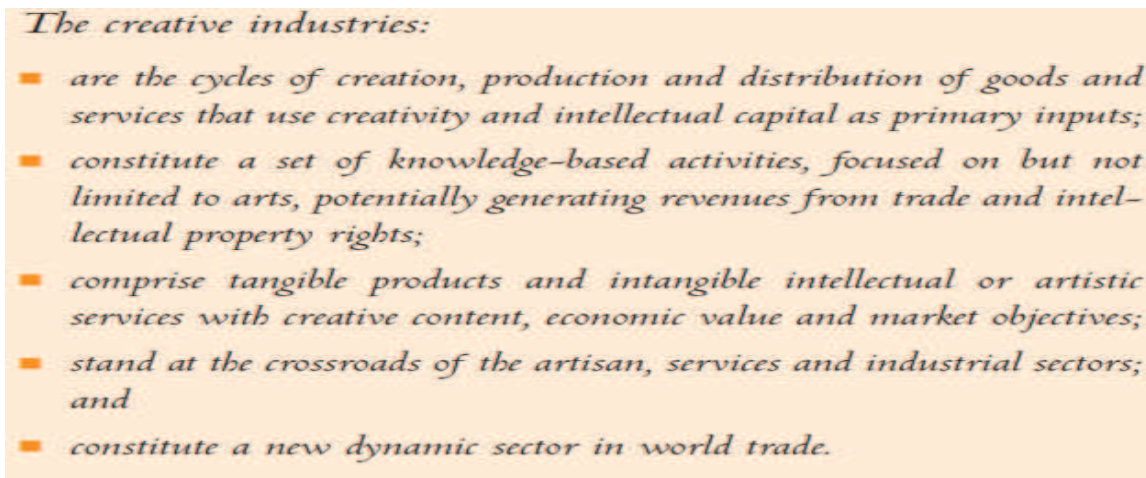 The creative industries:
are the cycles of creation, production and distribution of goods and
services that use creativity and intellectual capital as primary inputs;
constitute a set of knowledge-based activities, focused on but not
limited to arts, potentially generating revenues from trade and intel-
lectual property rights;
comprise tangible products and intangible intellectual or artistic
services with creative content, economic value and market objectives;
stand at the crossroads of the artisan, services and industrial sectors;
and
constitute a new dynamic sector in world trade.